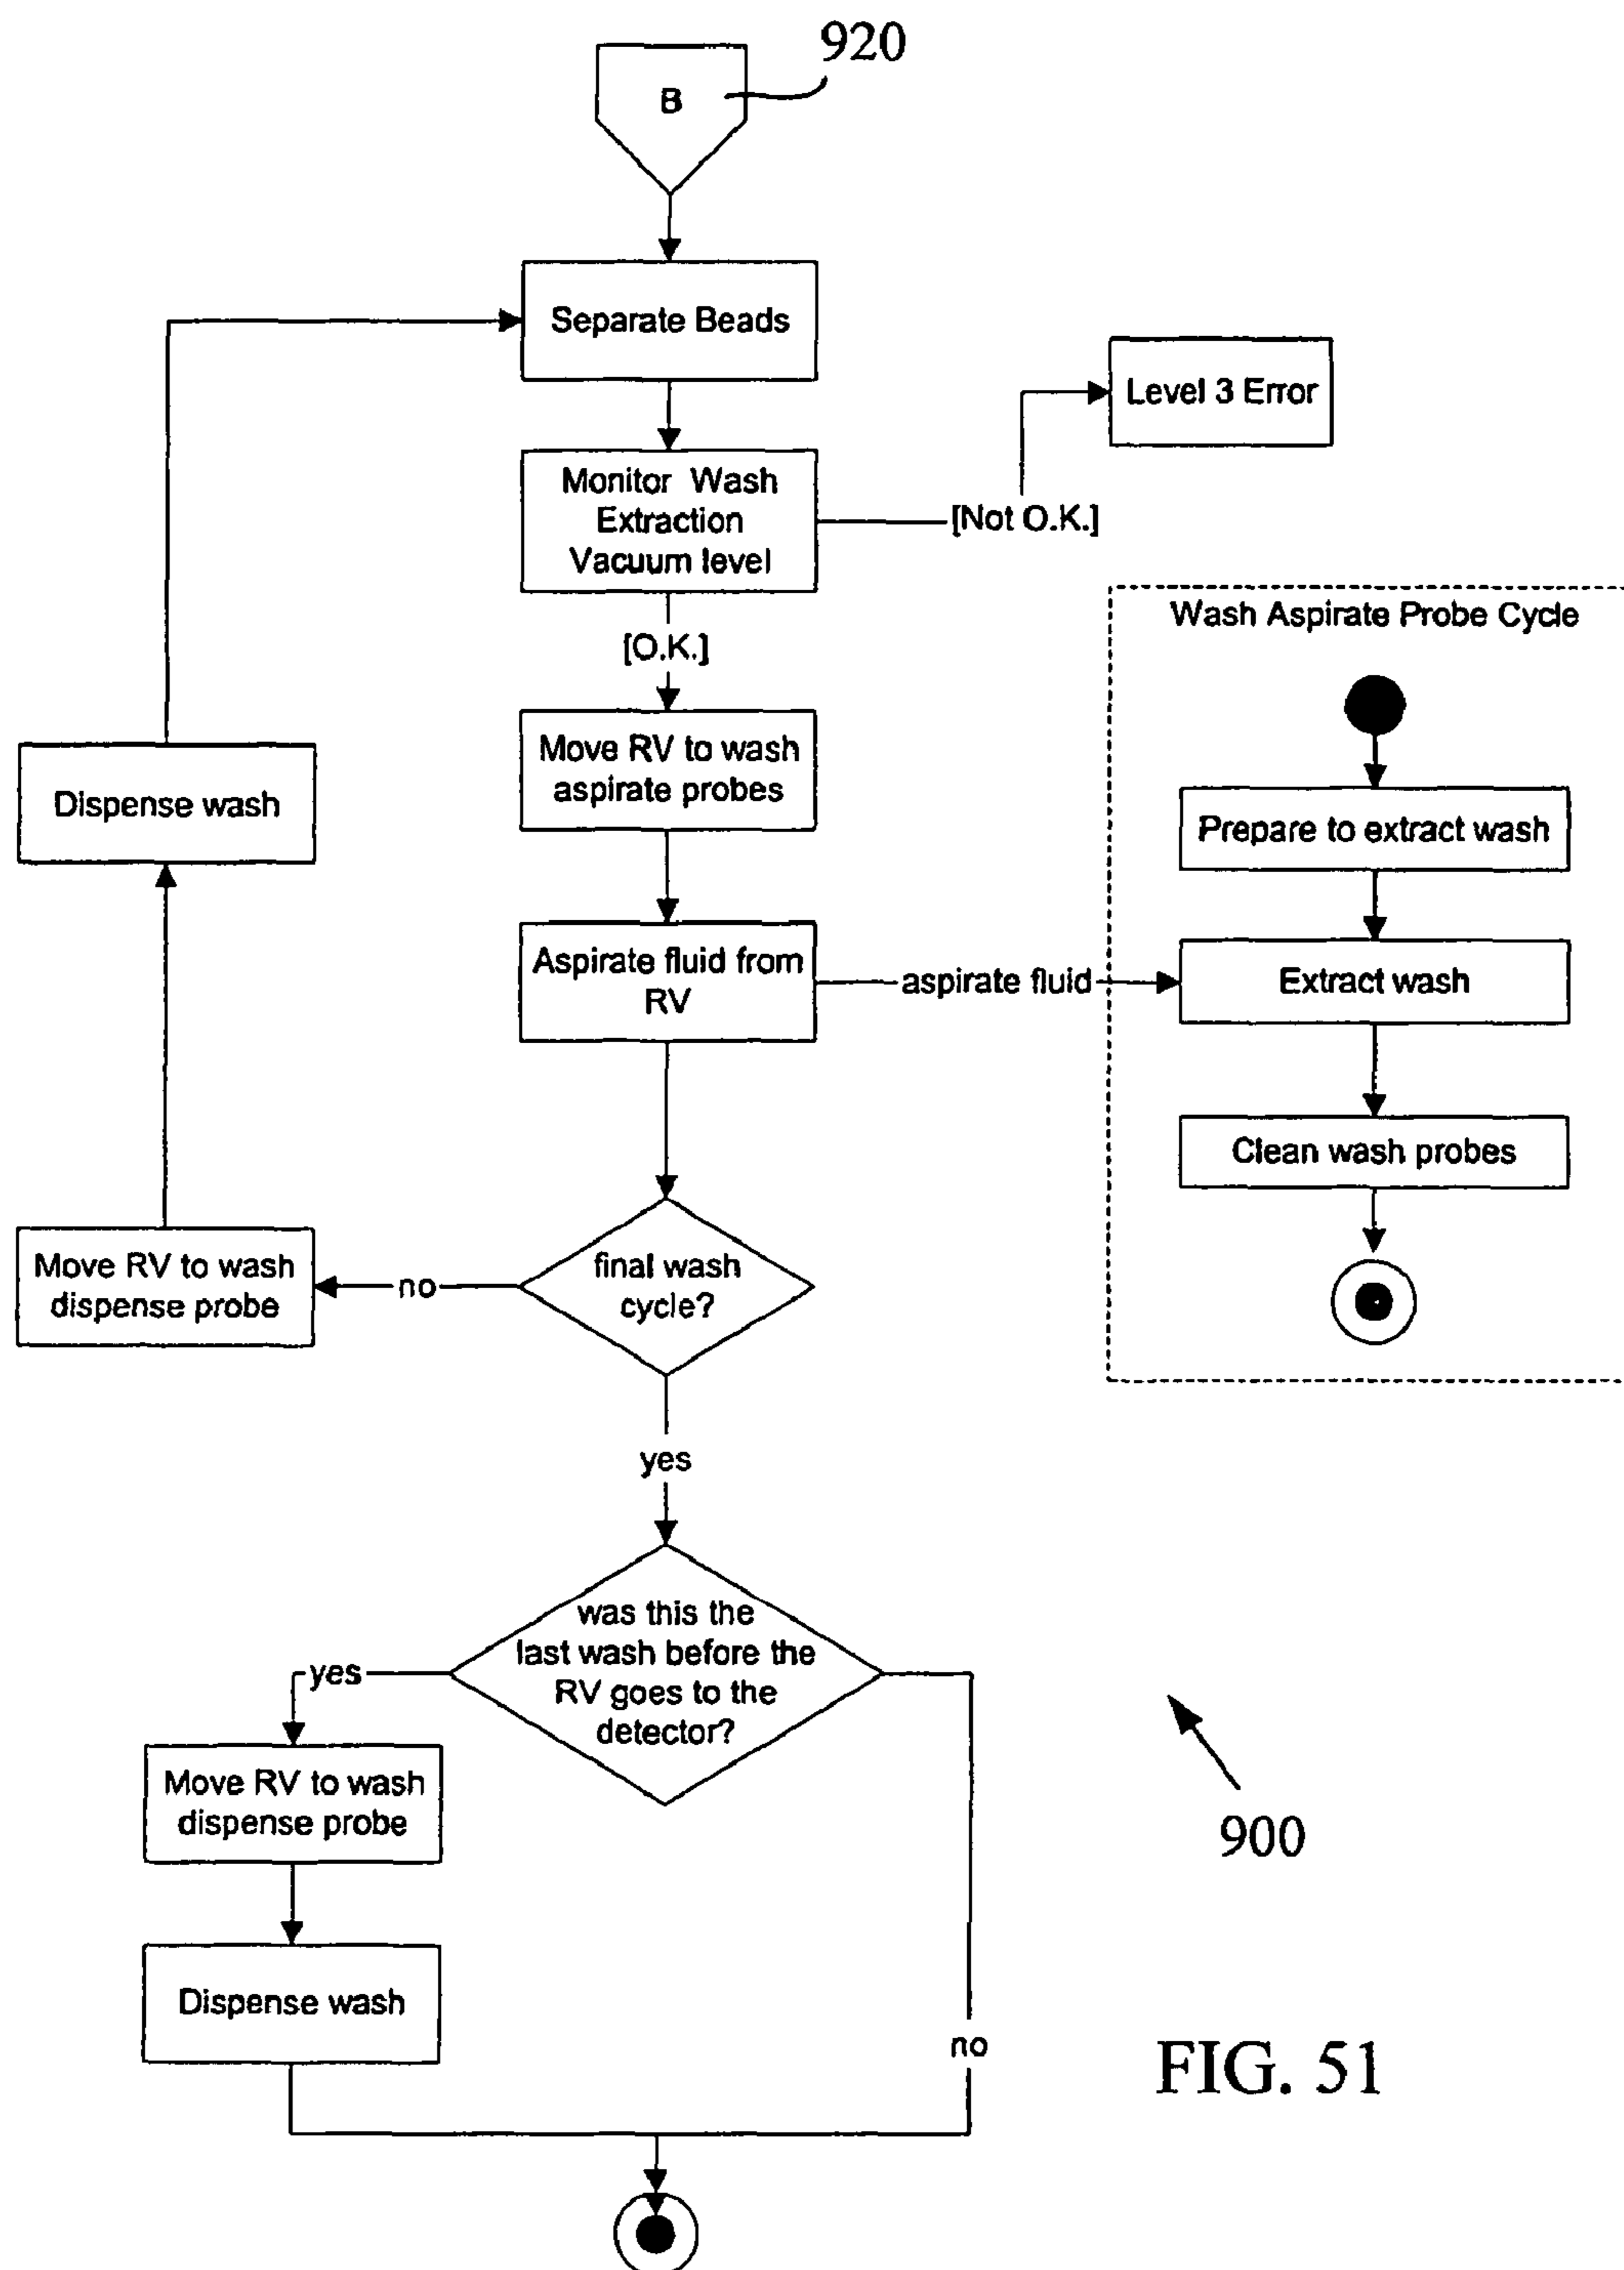 920
B
Separate Beads
Level 3 Error
Monitor Wash
Extraction
Vacuum level
[Not O.K.]
[O.K.]
Wash Aspirate Probe Cycle
Move RV to wash
aspirate probes
Dispense wash
Prepare to extract wash
Aspirate fluid from
RV
aspirate fluid
Extract wash
Clean wash probes
Move RV to wash
dispense probe
no
final wash
cycle?
yes
was this the
last wash before the
RV goes to the
detector?
yes
Move RV to wash
dispense probe
900
Dispense wash
no
FIG. 51